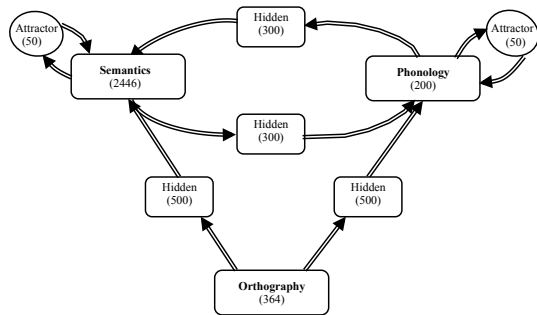 Hidden
(300)
Attractor
(50)
Attractor
(50)
Semantics
(2446)
Phonology
(200)
Hidden
(300)
Hidden
(500)
Hidden
(500)
Orthography
(364)